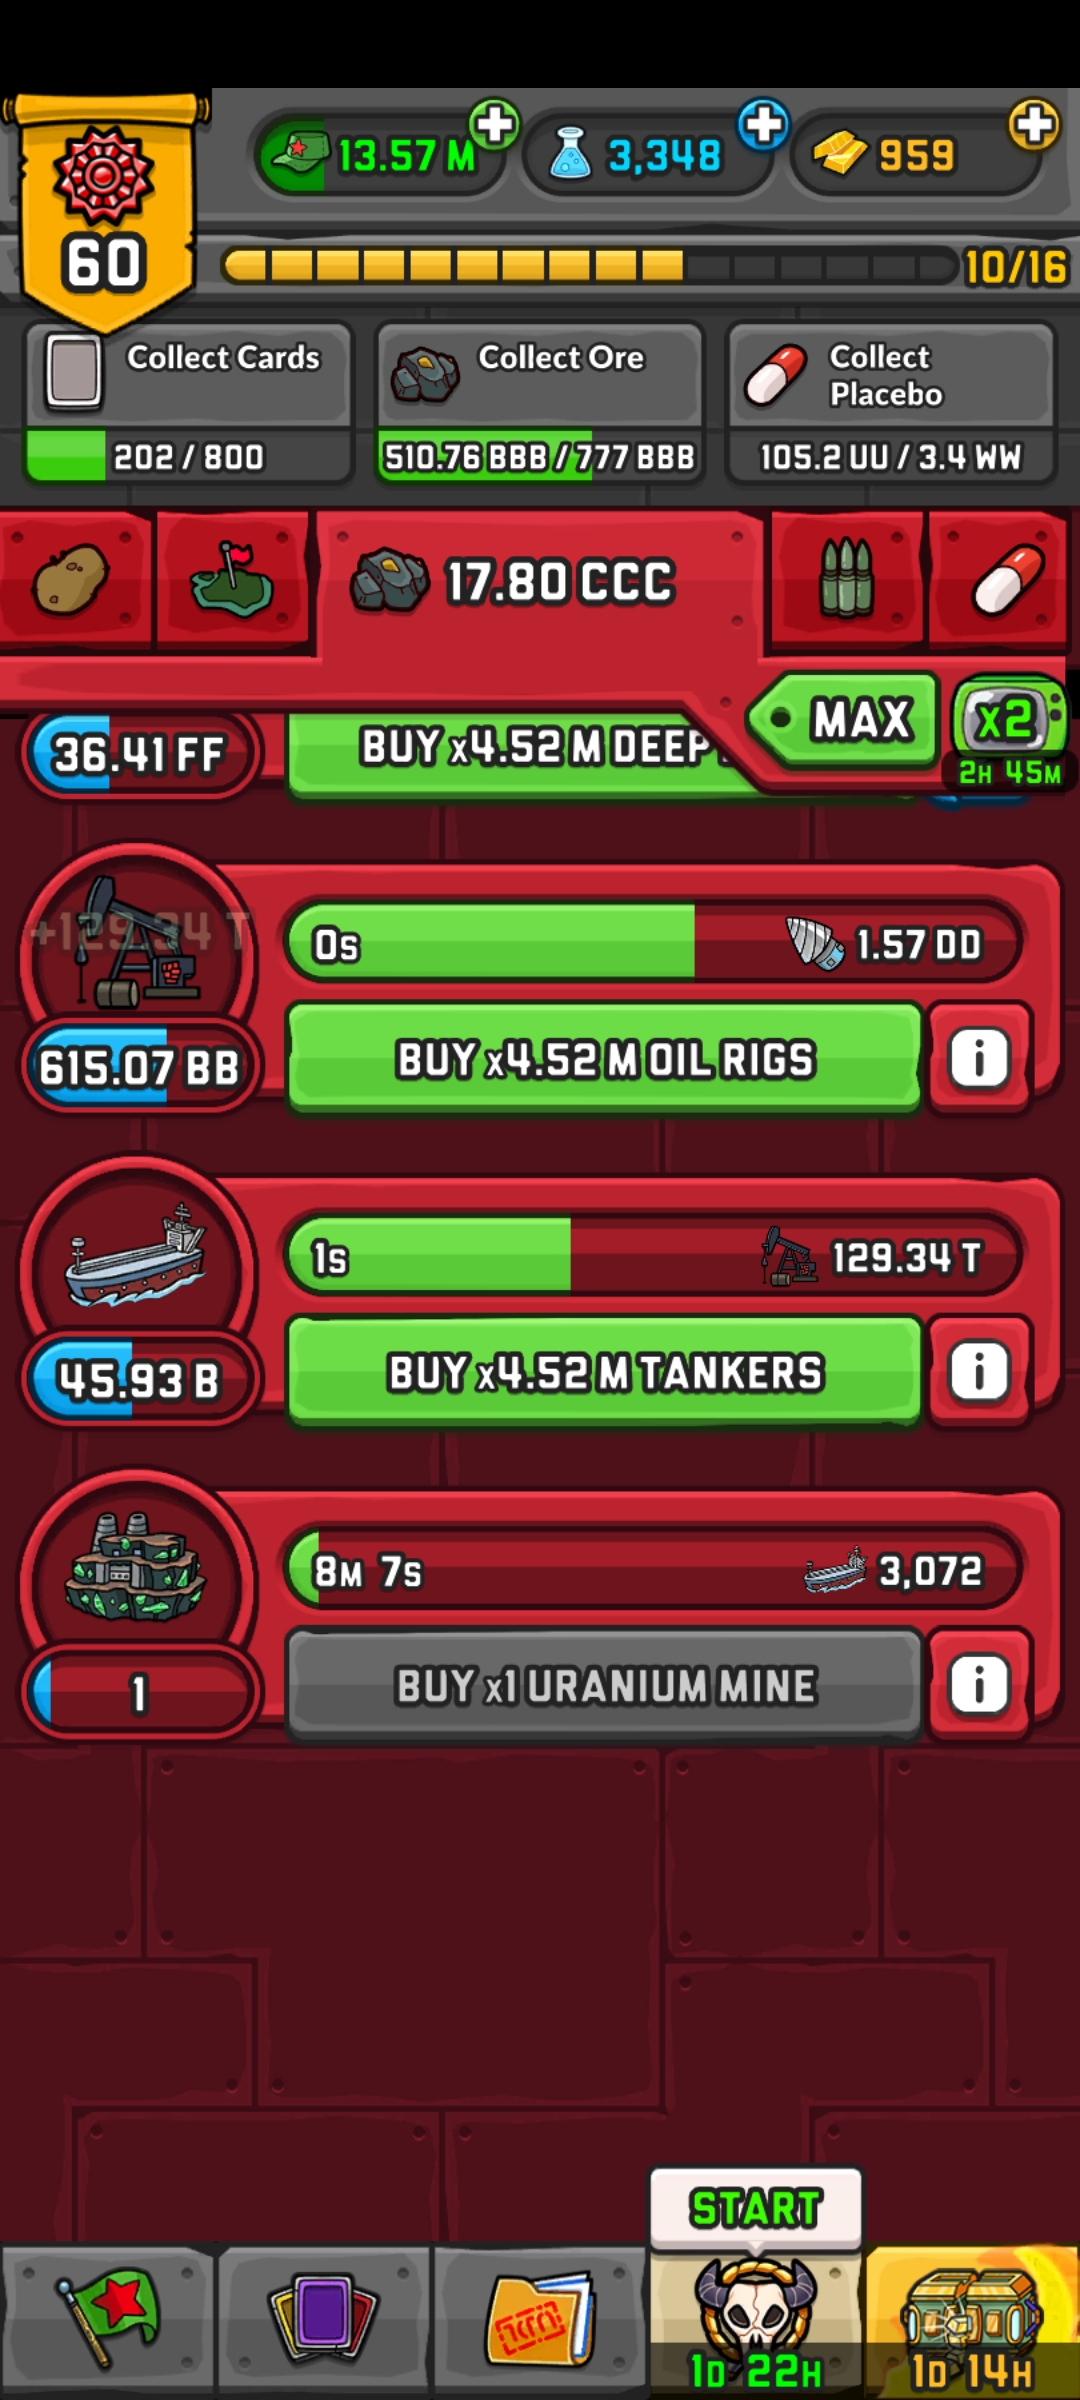 13.57 M
3,348
959
60
10/16
Collect Cards
202 / 800
Collect Ore
510.76 BBB / 777 BBB
Collect
Placebo
105.2 UU / 3.4 WW
17.80 CCC
MAX
x2
2H 45M
36.41 FF
BUY x4.52 M DEEP
+129.34 T
0s
1.57 DD
615.07 BB
BUY x4.52 M OIL RIGS
i
1s
129.34 T
45.93 B
BUY x4.52 M TANKERS
i
8M 7s
3,072
1
BUY x1 URANIUM MINE
i
START
1D 22H
1D 14H